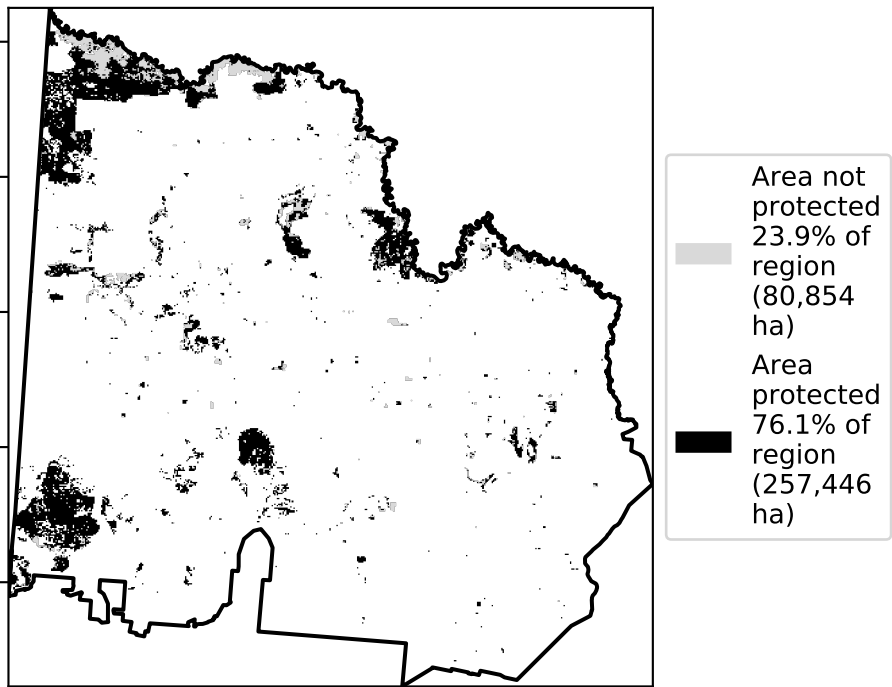 Area not
protected
23.9% of
region
(80,854
ha)
Area
protected
76.1% of
region
(257,446
ha)